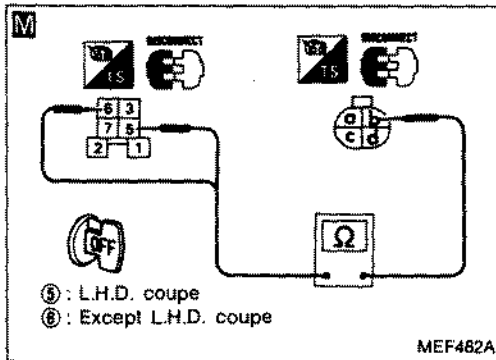 M
DISCONNECT
DISCONNECT
T.S.
T.S.
6 3
7 5
2 1
a b
c d
Ω
OFF
⑤ : L.H.D. coupe
⑥ : Except L.H.D. coupe
MEF482A